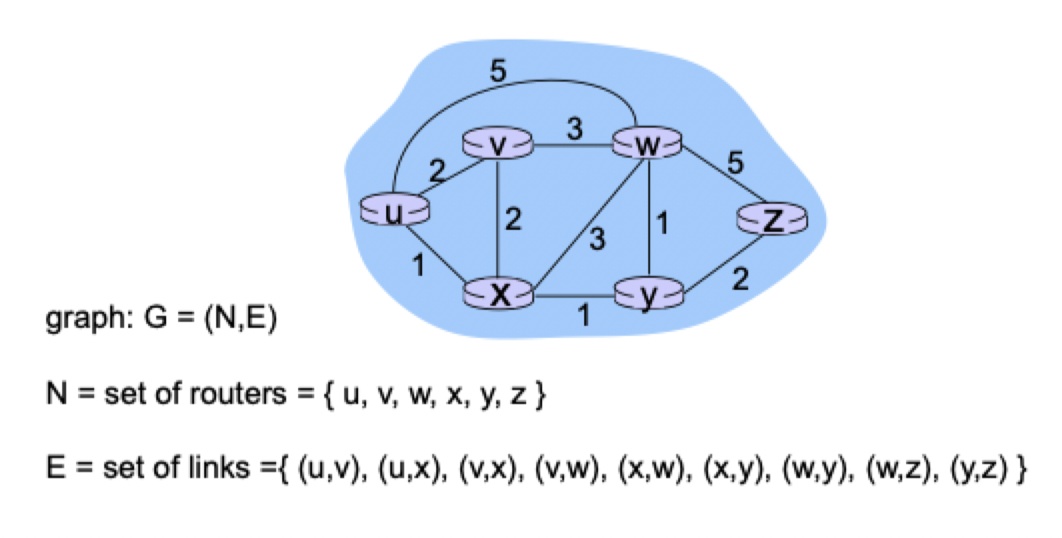 5
v 3 w
2 5
u 2 1 z
3
1 2
x y
1
graph: G = (N,E)
N = set of routers = { u, v, w, x, y, z }
E = set of links ={ (u,v), (u,x), (v,x), (v,w), (x,w), (x,y), (w,y), (w,z), (y,z) }